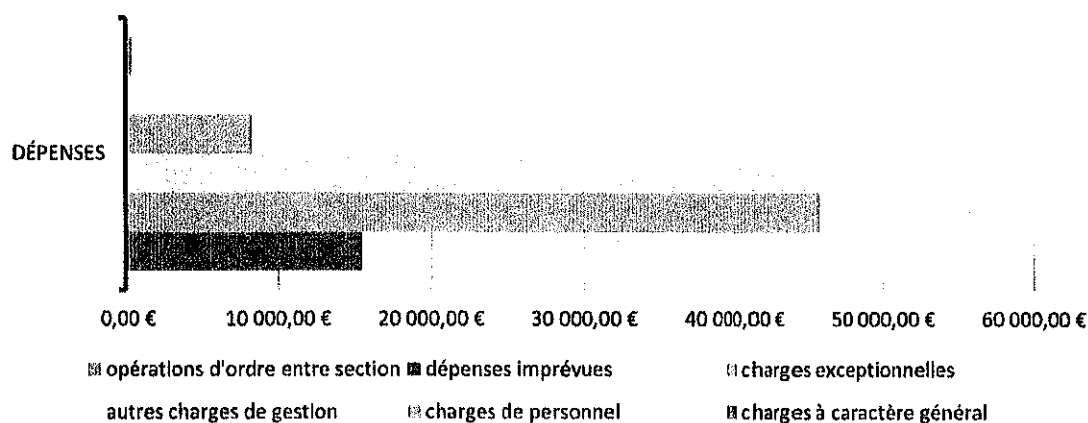 DÉPENSES
0,00 € 10 000,00 € 20 000,00 € 30 000,00 € 40 000,00 € 50 000,00 € 60 000,00 €
opérations d'ordre entre section dépenses imprévues charges exceptionnelles
autres charges de gestion charges de personnel charges à caractère général